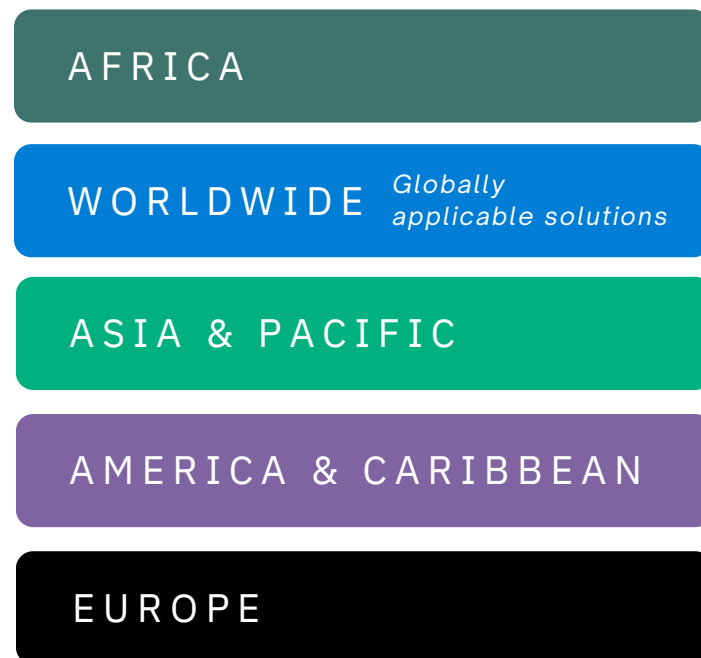 AFRICA
WORLDWIDE
Globally
applicable solutions
ASIA & PACIFIC
AMERICA & CARIBBEAN
EUROPE